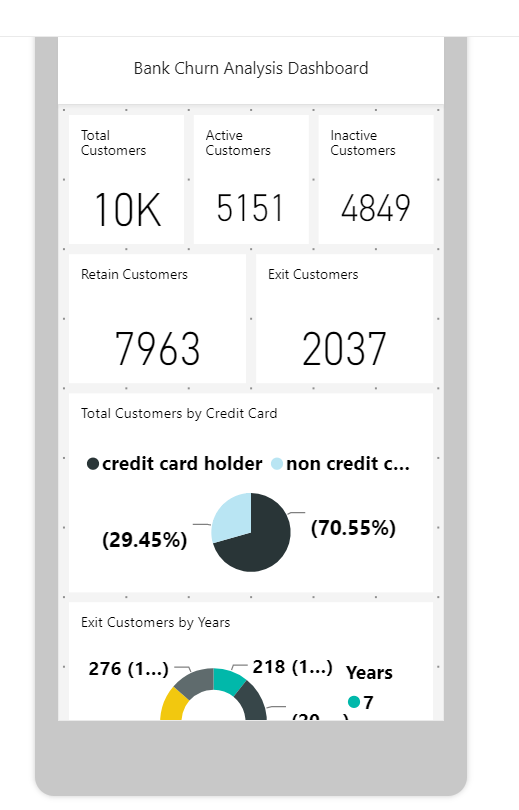 Bank Churn Analysis Dashboard
Total
Customers
Active
Customers
Inactive
Customers
10K
5151
4849
Retain Customers
Exit Customers
7963
2037
Total Customers by Credit Card
credit card holder non credit c...
(29.45%)
(70.55%)
Exit Customers by Years
276 (1...)
218 (1...)
Years
7